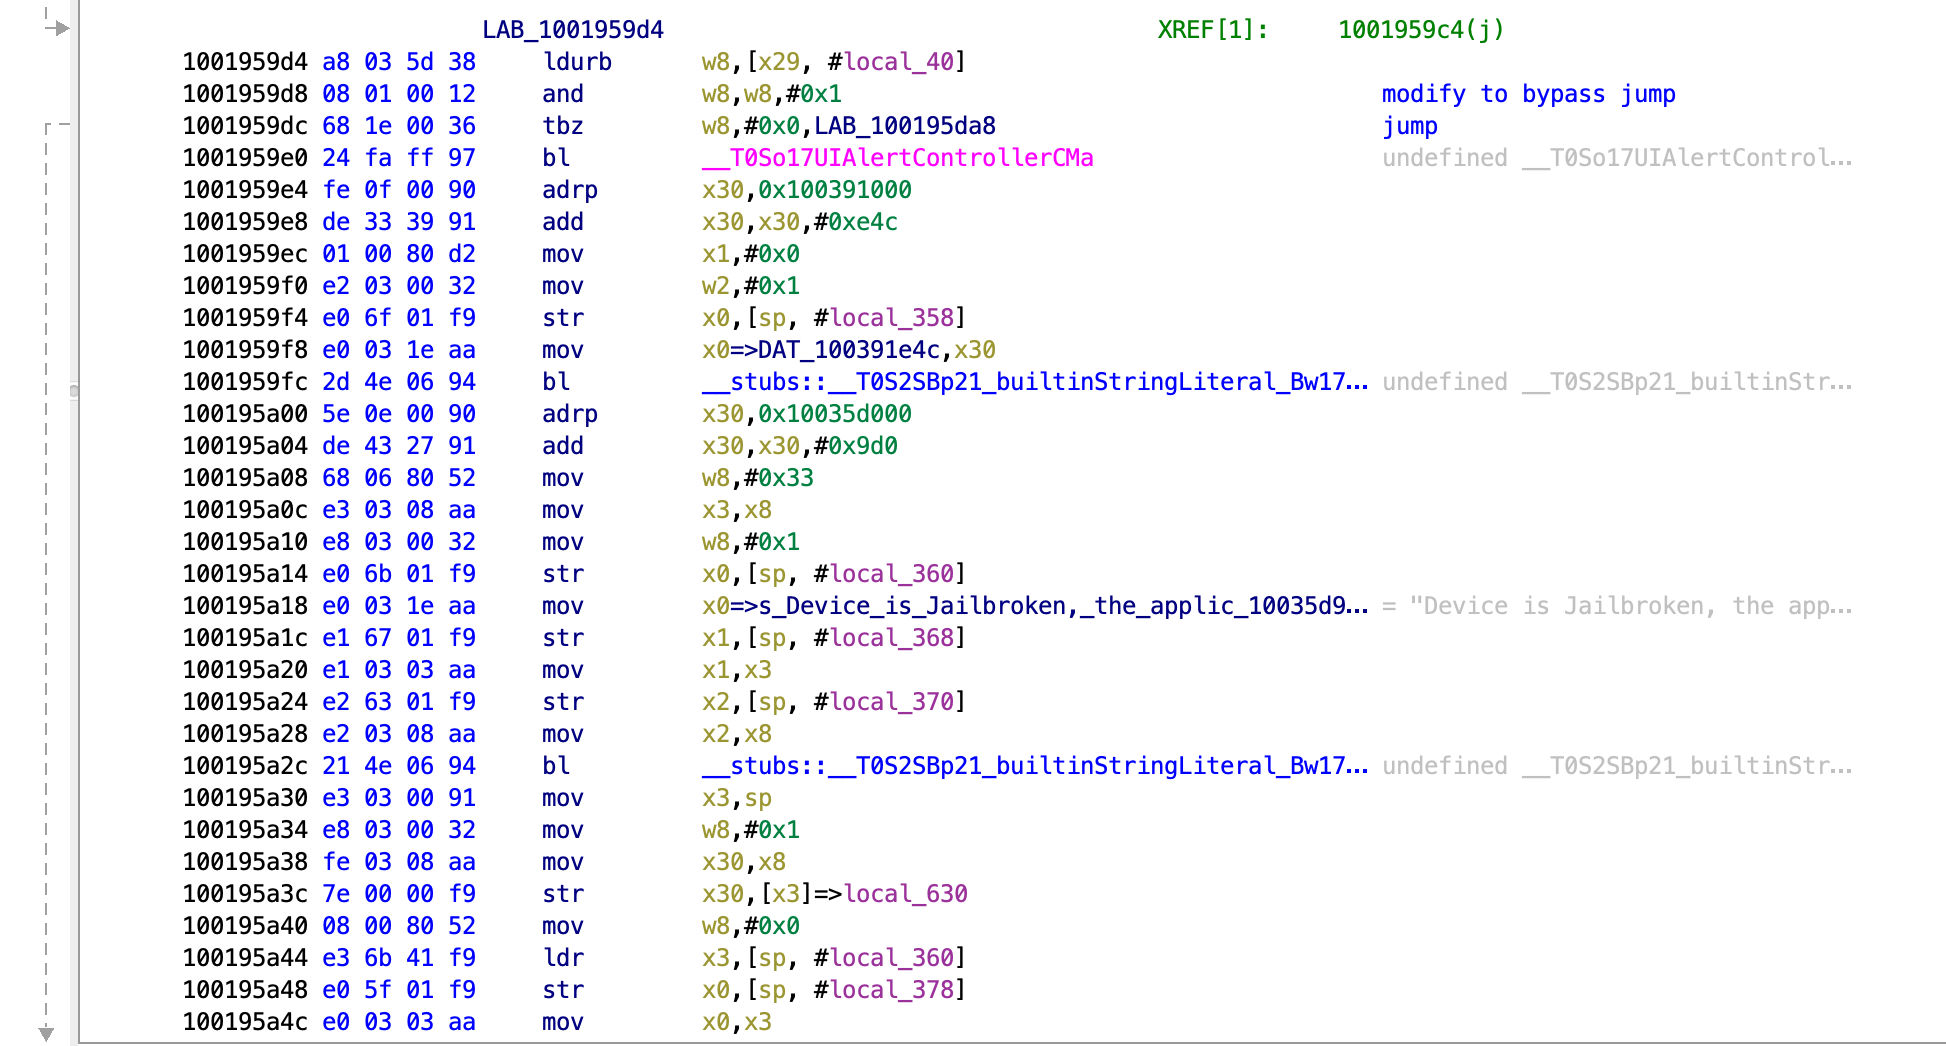 LAB_1001959d4 XREF[1]: 1001959c4(j)
1001959d4 a8 03 5d 38 ldurb w8,[x29, #local_40]
1001959d8 08 01 00 12 and w8,w8,#0x1 modify to bypass jump
1001959dc 68 1e 00 36 tbz w8,#0x0,LAB_100195da8 jump
1001959e0 24 fa ff 97 bl __T0So17UIAlertControllerCMa undefined __T0So17UIAlertControl...
1001959e4 fe 0f 00 90 adrp x30,0x100391000
1001959e8 de 33 39 91 add x30,x30,#0xe4c
1001959ec 01 00 80 d2 mov x1,#0x0
1001959f0 e2 03 00 32 mov w2,#0x1
1001959f4 e0 6f 01 f9 str x0,[sp, #local_358]
1001959f8 e0 03 1e aa mov x0=>DAT_100391e4c,x30
1001959fc 2d 4e 06 94 bl __stubs::__T0S2SBp21_builtinStringLiteral_Bw17... undefined __T0S2SBp21_builtinStr...
100195a00 5e 0e 00 90 adrp x30,0x10035d000
100195a04 de 43 27 91 add x30,x30,#0x9d0
100195a08 68 06 80 52 mov w8,#0x33
100195a0c e3 03 08 aa mov x3,x8
100195a10 e8 03 00 32 mov w8,#0x1
100195a14 e0 6b 01 f9 str x0,[sp, #local_360]
100195a18 e0 03 1e aa mov x0=>s_Device_is_Jailbroken,_the_applic_10035d9... = "Device is Jailbroken, the app...
100195a1c e1 67 01 f9 str x1,[sp, #local_368]
100195a20 e1 03 03 aa mov x1,x3
100195a24 e2 63 01 f9 str x2,[sp, #local_370]
100195a28 e2 03 08 aa mov x2,x8
100195a2c 21 4e 06 94 bl __stubs::__T0S2SBp21_builtinStringLiteral_Bw17... undefined __T0S2SBp21_builtinStr...
100195a30 e3 03 00 91 mov x3,sp
100195a34 e8 03 00 32 mov w8,#0x1
100195a38 fe 03 08 aa mov x30,x8
100195a3c 7e 00 00 f9 str x30,[x3]=>local_630
100195a40 08 00 80 52 mov w8,#0x0
100195a44 e3 6b 41 f9 ldr x3,[sp, #local_360]
100195a48 e0 5f 01 f9 str x0,[sp, #local_378]
100195a4c e0 03 03 aa mov x0,x3